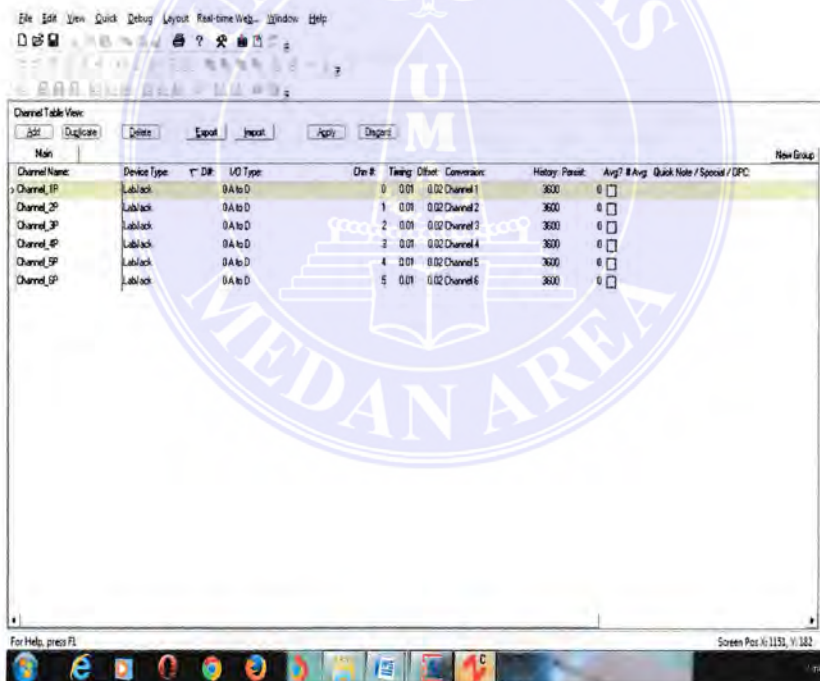 File Edit View Quick Debug Layout Real-time Web... Window Help
Channel Table View:
Add Duplicate Delete Export Import Apply Discard
Main New Group
Channel Name: Device Type: D#: I/O Type: Chn #: Timing: Offset: Conversion: History: Persist: Avg? # Avg: Quick Note / Special / OPC:
Channel_1P LabJack 0 A to D 0 0.01 0.02 Channel 1 3600 0
Channel_2P LabJack 0 A to D 1 0.01 0.02 Channel 2 3600 0
Channel_3P LabJack 0 A to D 2 0.01 0.02 Channel 3 3600 0
Channel_4P LabJack 0 A to D 3 0.01 0.02 Channel 4 3600 0
Channel_5P LabJack 0 A to D 4 0.01 0.02 Channel 5 3600 0
Channel_6P LabJack 0 A to D 5 0.01 0.02 Channel 6 3600 0
UM
MEDAN AREA
For Help, press F1 Screen Pos X: 1151, Y: 182